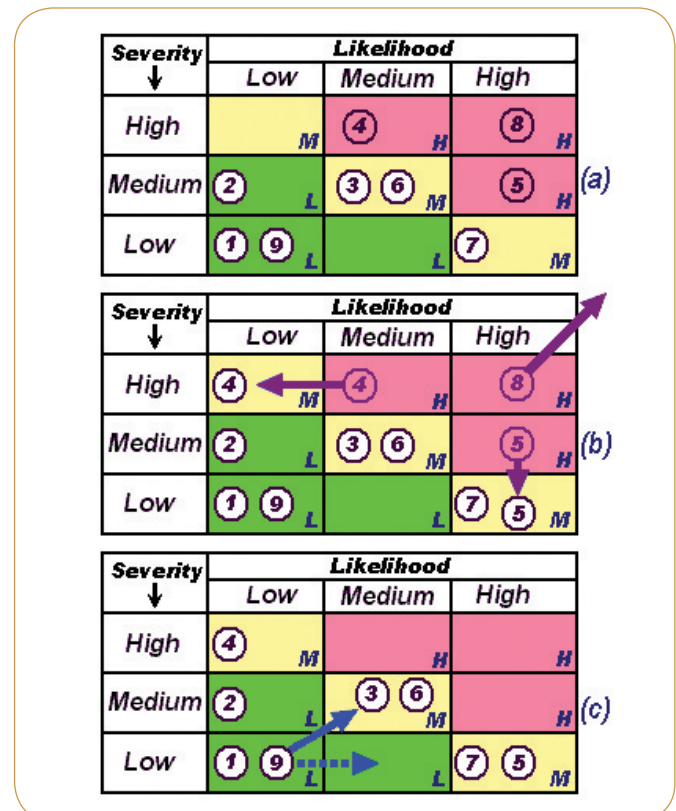 Severity Likelihood
↓ Low Medium High
High M 4 H 8 H
Medium 2 L 3 6 M 5 H (a)
Low 1 9 L L 7 M
Severity Likelihood
↓ Low Medium High
High 4 M 4 H 8 H
Medium 2 L 3 6 M 5 H (b)
Low 1 9 L L 7 5 M
Severity Likelihood
↓ Low Medium High
High 4 M H H
Medium 2 L 3 6 M H (c)
Low 1 9 L L 7 5 M